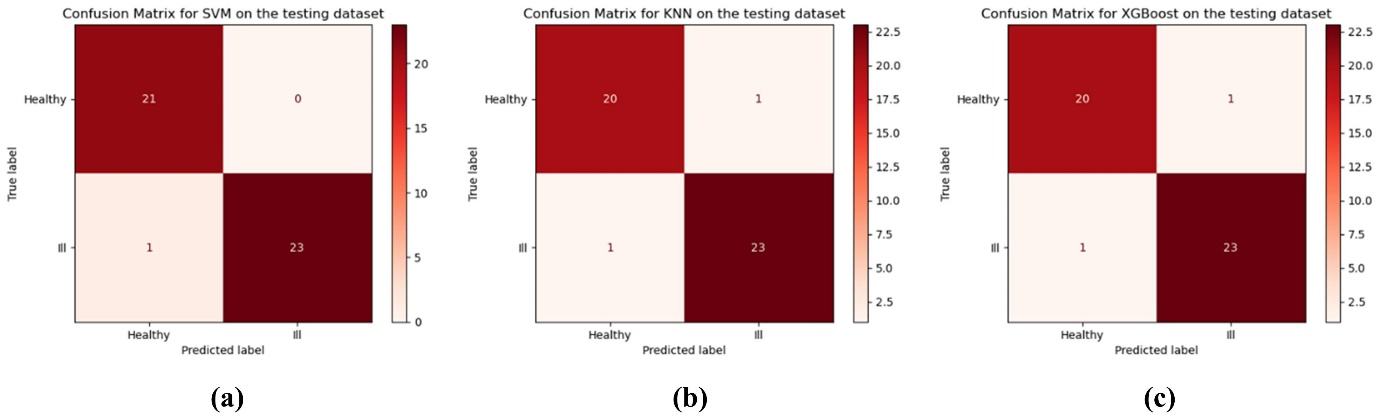 Confusion Matrix for SVM on the testing dataset
Healthy
Ill
True label
21
0
1
23
Healthy
Ill
Predicted label
20
15
10
5
0
(a)
Confusion Matrix for KNN on the testing dataset
Healthy
Ill
True label
20
1
1
23
Healthy
Ill
Predicted label
22.5
20.0
17.5
15.0
12.5
10.0
7.5
5.0
2.5
(b)
Confusion Matrix for XGBoost on the testing dataset
Healthy
Ill
True label
20
1
1
23
Healthy
Ill
Predicted label
22.5
20.0
17.5
15.0
12.5
10.0
7.5
5.0
2.5
(c)